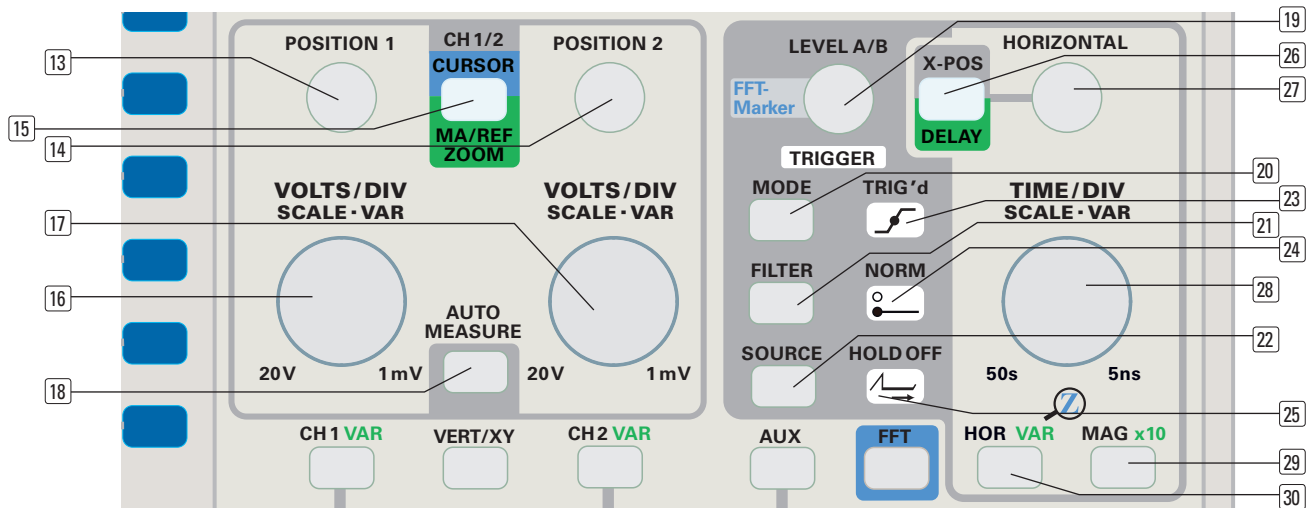 19
POSITION 1
CH 1/2
POSITION 2
LEVEL A/B
HORIZONTAL
13
CURSOR
X-POS
26
FFT-
Marker
27
15
14
MA/REF
ZOOM
DELAY
TRIGGER
20
VOLTS / DIV
SCALE · VAR
VOLTS / DIV
SCALE · VAR
MODE
TRIG'd
TIME / DIV
SCALE · VAR
23
17
21
24
FILTER
NORM
16
28
AUTO
MEASURE
22
SOURCE
HOLD OFF
18
20V
1mV
20V
1mV
50s
5ns
Z
25
CH 1 VAR
VERT/XY
CH2 VAR
AUX
FFT
HOR VAR
MAG x10
29
30